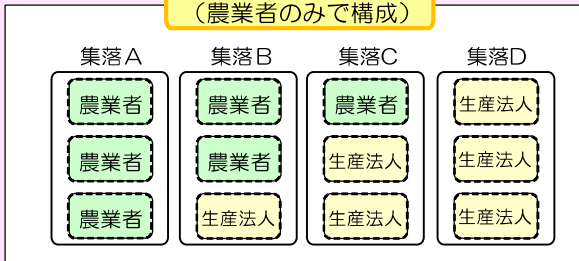 （農業者のみで構成）
集落A
農業者
農業者
農業者
集落B
農業者
農業者
生産法人
集落C
農業者
生産法人
生産法人
集落D
生産法人
生産法人
生産法人